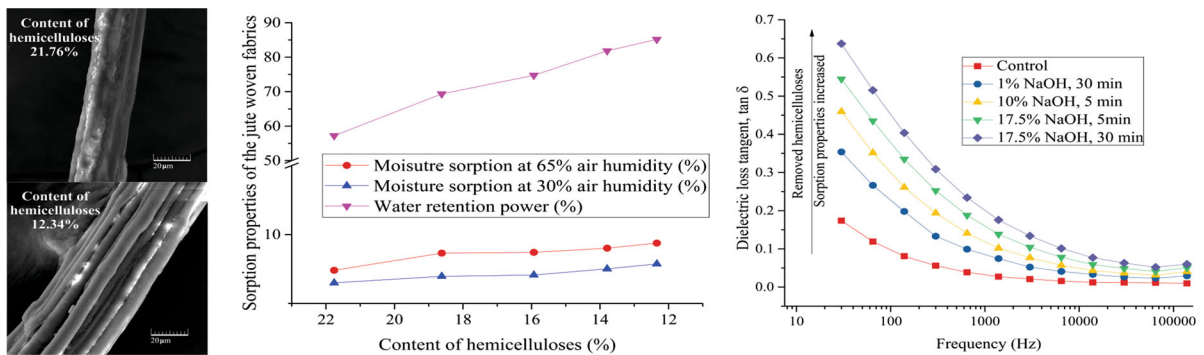 Content of
hemicelluloses
21.76%
20µm
Content of
hemicelluloses
12.34%
20µm
Sorption properties of the jute woven fabrics
90
85
80
75
70
65
60
55
50
10
Moisutre sorption at 65% air humidity (%)
Moisture sorption at 30% air humidity (%)
Water retention power (%)
22
20
18
16
14
12
Content of hemicelluloses (%)
Dielectric loss tangent, tan δ
0.7
0.6
0.5
0.4
0.3
0.2
0.1
0.0
Removed hemicelluloses
Sorption properties increased
Control
1% NaOH, 30 min
10% NaOH, 5 min
17.5% NaOH, 5min
17.5% NaOH, 30 min
10
100
1000
10000
100000
Frequency (Hz)